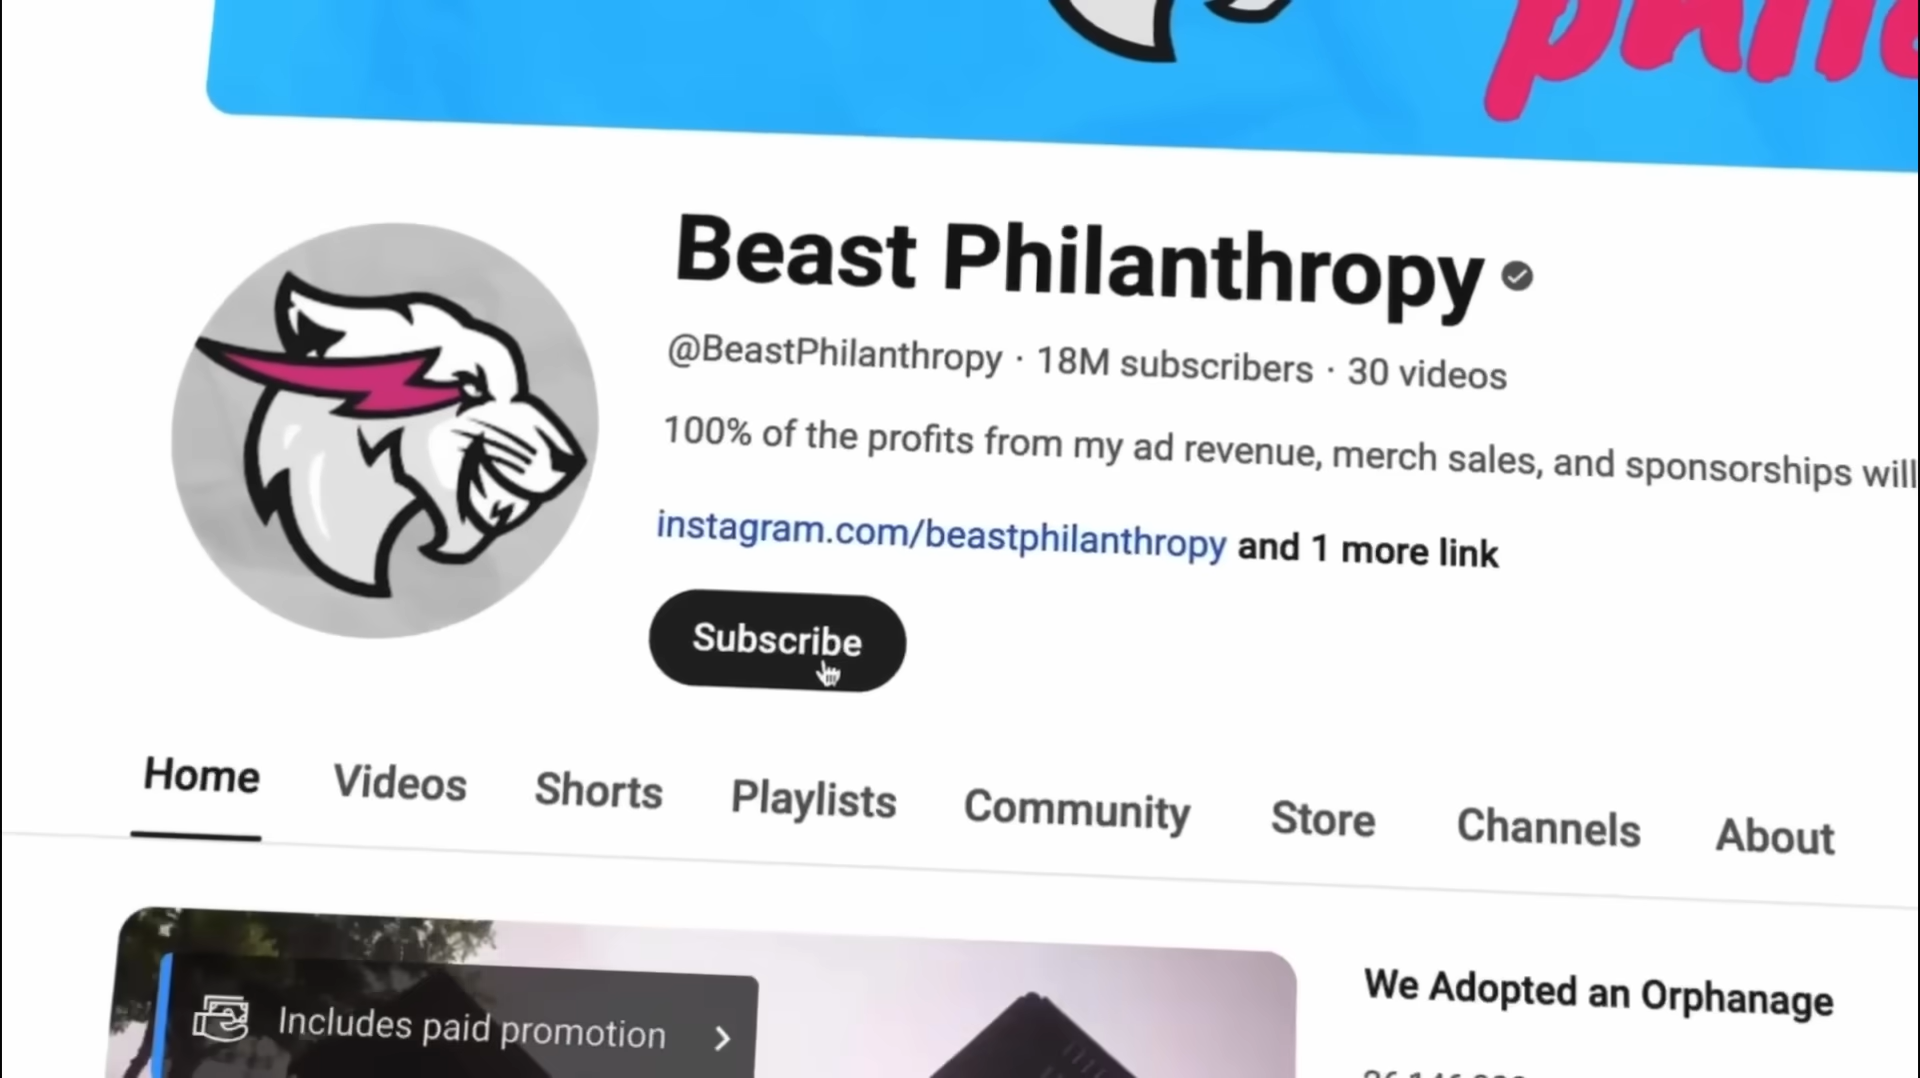 Beast Philanthropy
@BeastPhilanthropy · 18M subscribers · 30 videos
100% of the profits from my ad revenue, merch sales, and sponsorships will
instagram.com/beastphilanthropy and 1 more link
Subscribe
Home Videos Shorts Playlists Community Store Channels About
Includes paid promotion
We Adopted an Orphanage